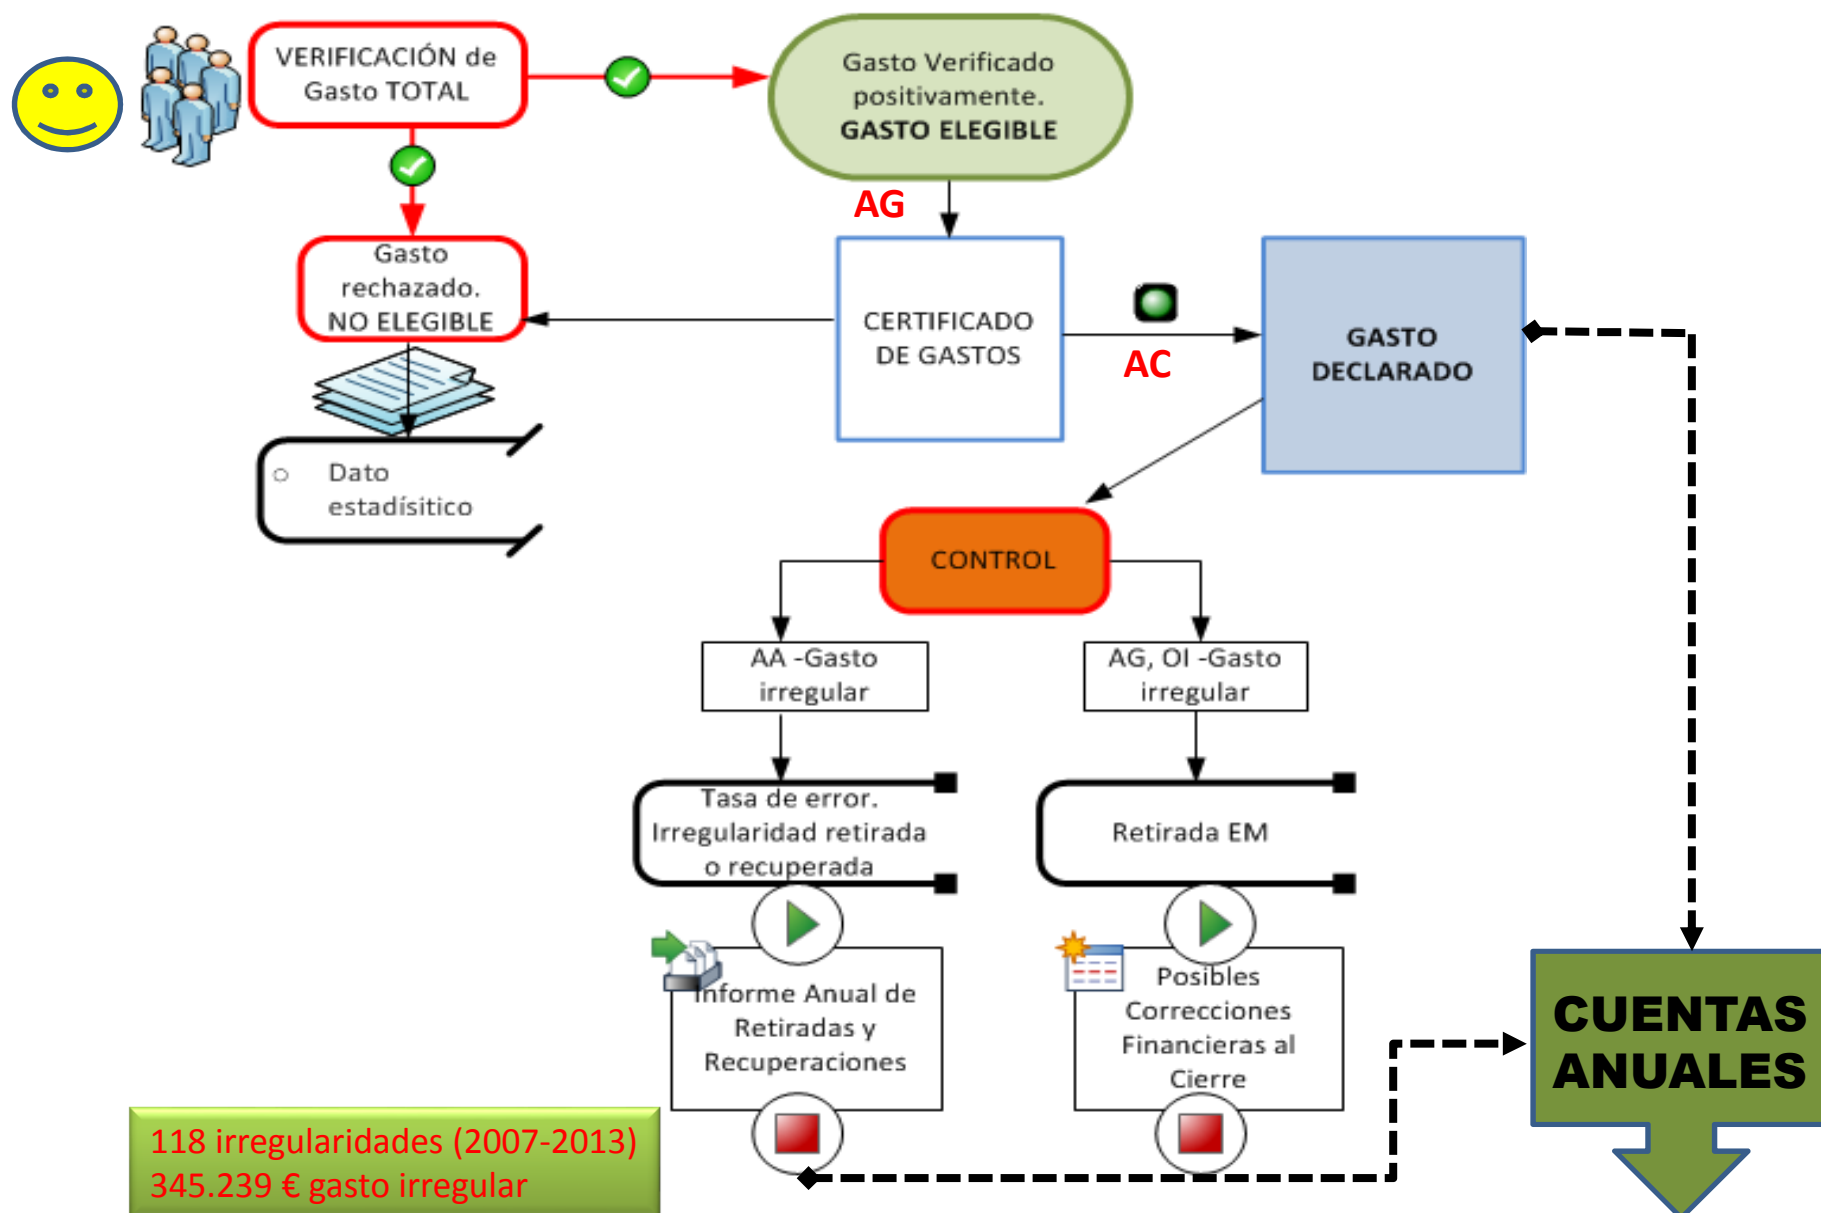 VERIFICACIÓN de
Gasto TOTAL
Gasto Verificado
positivamente.
GASTO ELEGIBLE
AG
Gasto
rechazado.
NO ELEGIBLE
CERTIFICADO
DE GASTOS
AC
GASTO
DECLARADO
Dato
estadísitico
CONTROL
AA -Gasto
irregular
AG, OI -Gasto
irregular
Tasa de error.
Irregularidad retirada
o recuperada
Retirada EM
Informe Anual de
Retiradas y
Recuperaciones
Posibles
Correcciones
Financieras al
Cierre
CUENTAS
ANUALES
118 irregularidades (2007-2013)
345.239 € gasto irregular